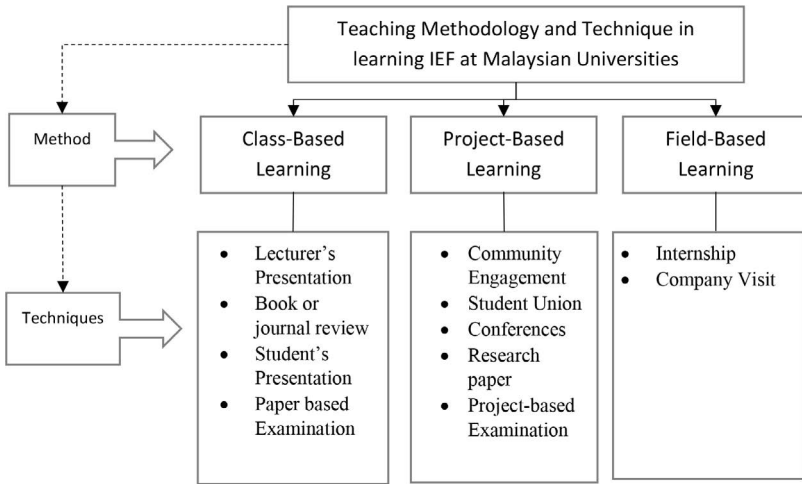 Teaching Methodology and Technique in
learning IEF at Malaysian Universities
Method
Class-Based
Learning
Project-Based
Learning
Field-Based
Learning
Techniques
• Lecturer’s
Presentation
• Book or
journal review
• Student’s
Presentation
• Paper based
Examination
• Community
Engagement
• Student Union
• Conferences
• Research
paper
• Project-based
Examination
• Internship
• Company Visit